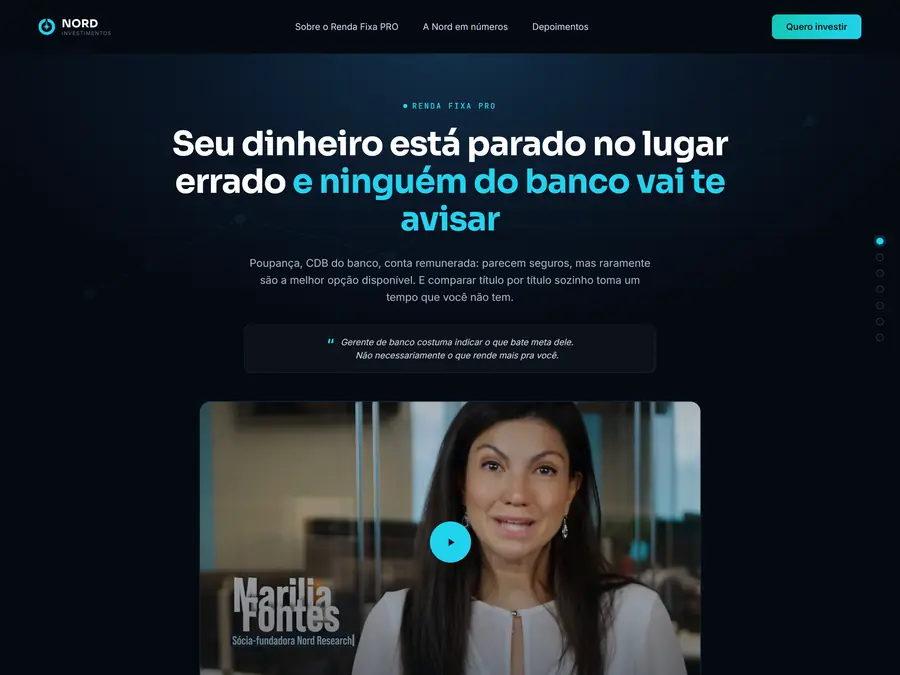 NORD
INVESTIMENTOS
Sobre o Renda Fixa PRO
A Nord em números
Depoimentos
Quero investir
RENDA FIXA PRO
Seu dinheiro está parado no lugar
errado e ninguém do banco vai te
avisar
Poupança, CDB do banco, conta remunerada: parecem seguros, mas raramente
são a melhor opção disponível. E comparar título por título sozinho toma um
tempo que você não tem.
“ Gerente de banco costuma indicar o que bate meta dele.
Não necessariamente o que rende mais pra você.
Marilia
Fontes
Sócia-fundadora Nord Research